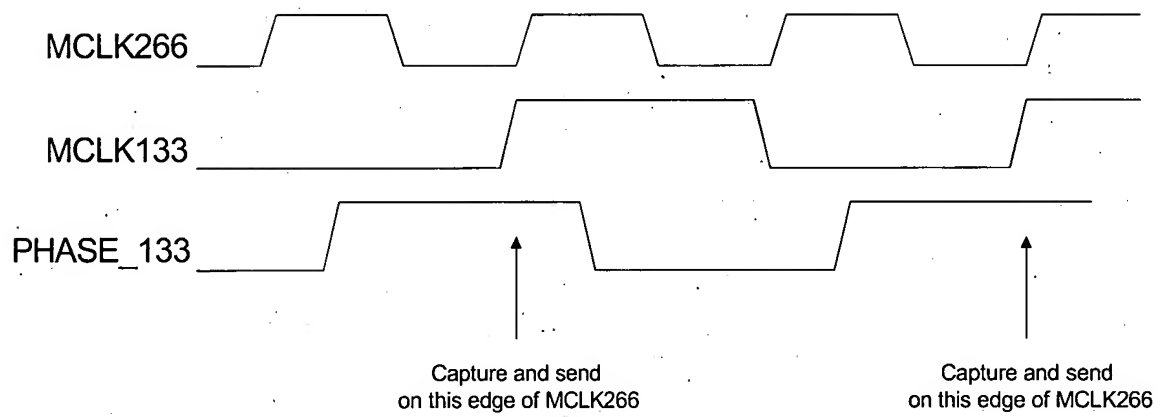 MCLK266
MCLK133
PHASE_133
Capture and send
on this edge of MCLK266
Capture and send
on this edge of MCLK266